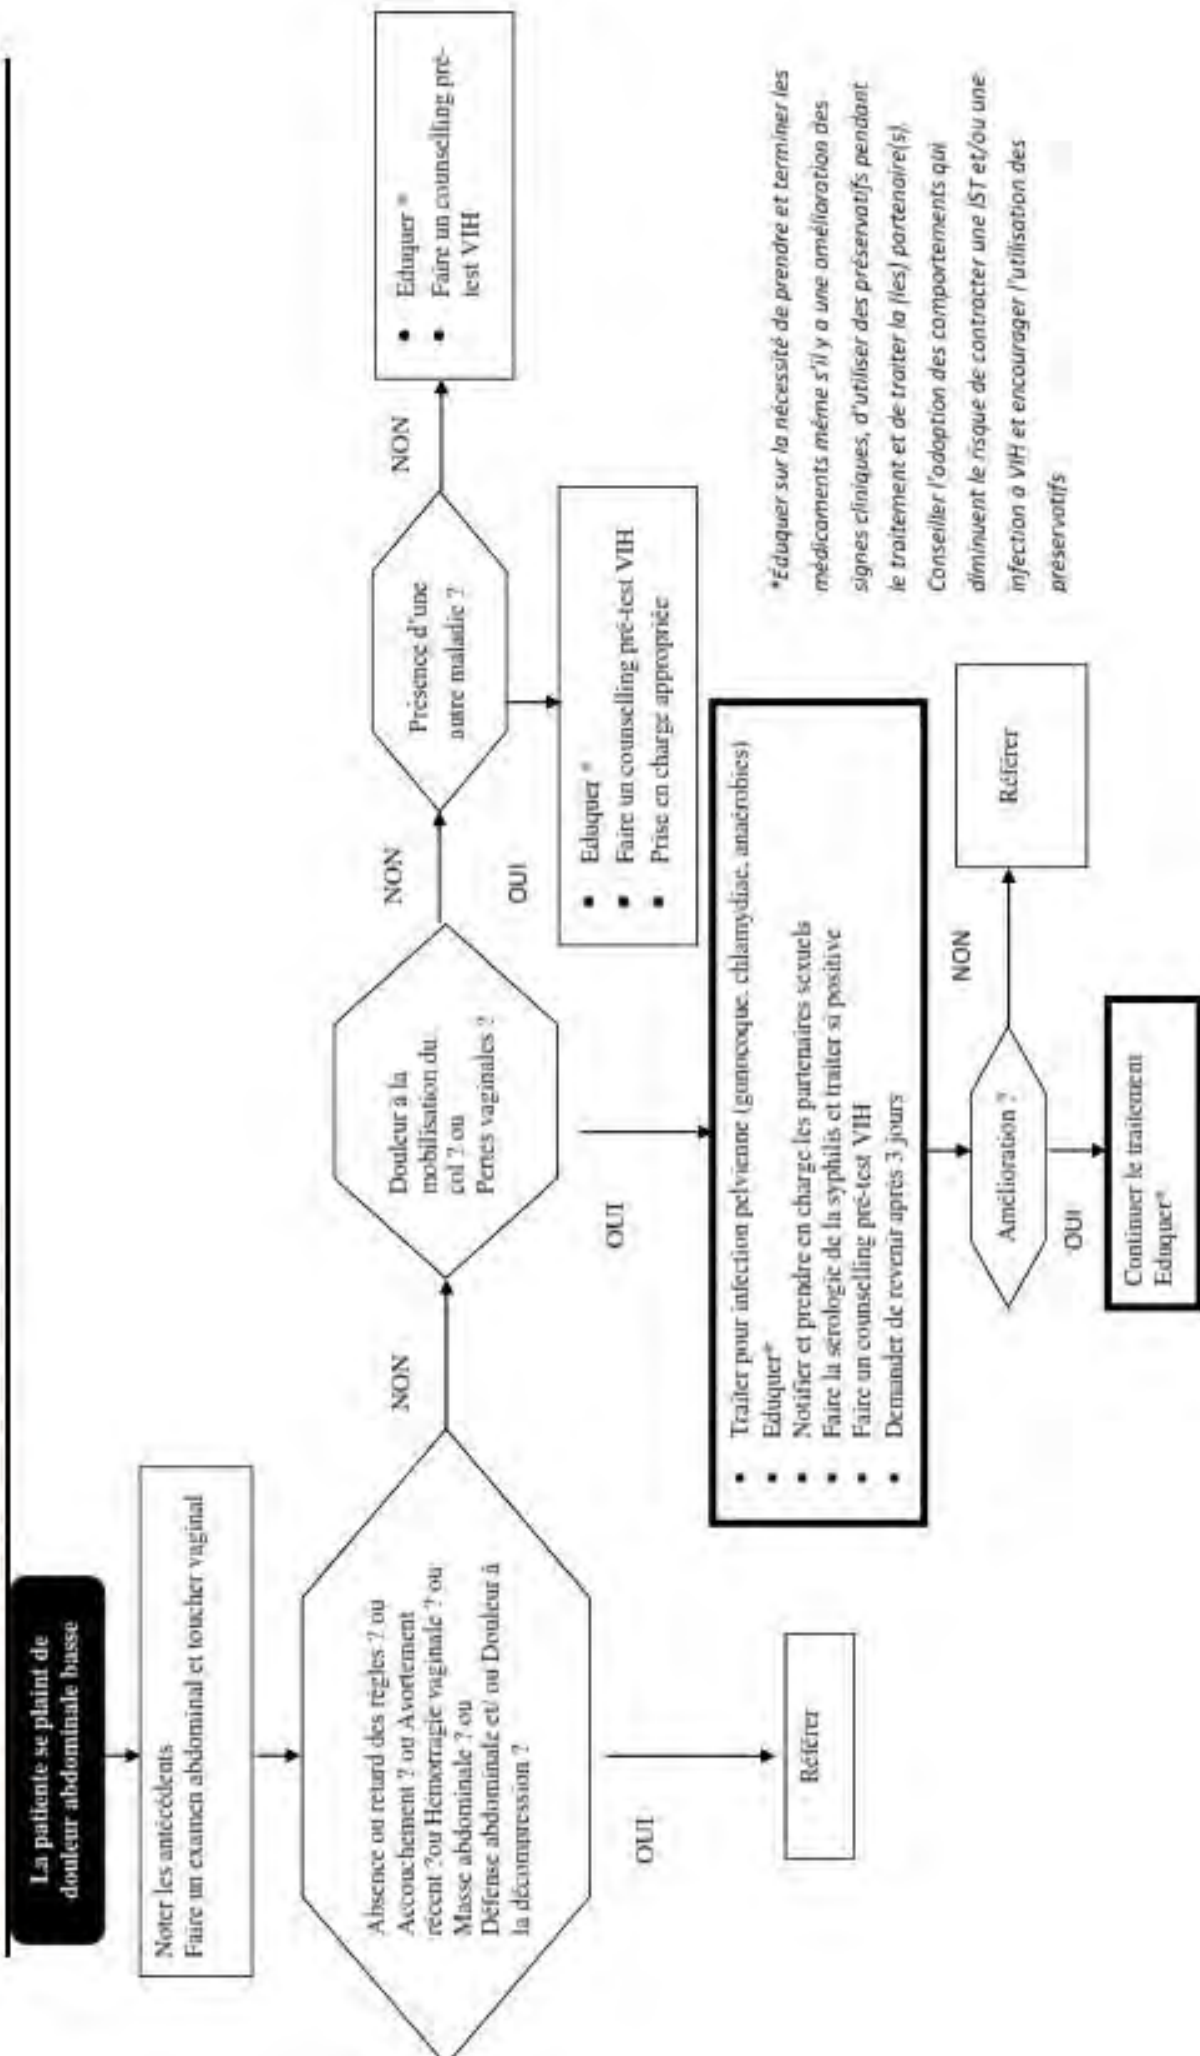 La patiente se plaint de
douleur abdominale basse
Noter les antécédents
Faire un examen abdominal et toucher vaginal
Absence ou retard des règles ? ou
Accouchement ? ou Avortement
récent ?ou Hémorragie vaginale ? ou
Masse abdominale ? ou
Défense abdominale et/ ou Douleur à
la décompression ?
OUI
Référer
NON
Douleur à la
mobilisation du
col ? ou
Pertes vaginales ?
OUI
NON
Présence d'une
autre maladie ?
OUI
NON
• Eduquer *
• Faire un counselling pré-
test VIH
▪ Eduquer *
▪ Faire un counselling pré-test VIH
▪ Prise en charge appropriée
• Traiter pour infection pelvienne (gonocoque, chlamydiae, anaérobies)
▪ Eduquer*
▪ Notifier et prendre en charge les partenaires sexuels
▪ Faire la sérologie de la syphilis et traiter si positive
▪ Faire un counselling pré-test VIH
▪ Demander de revenir après 3 jours
Amélioration ?
NON
Référer
OUI
Continuer le traitement
Eduquer*
*Éduquer sur la nécessité de prendre et terminer les
médicaments même s'il y a une amélioration des
signes cliniques, d'utiliser des préservatifs pendant
le traitement et de traiter la (les) partenaire(s).
Conseiller l'adoption des comportements qui
diminuent le risque de contracter une IST et/ou une
infection à VIH et encourager l'utilisation des
préservatifs